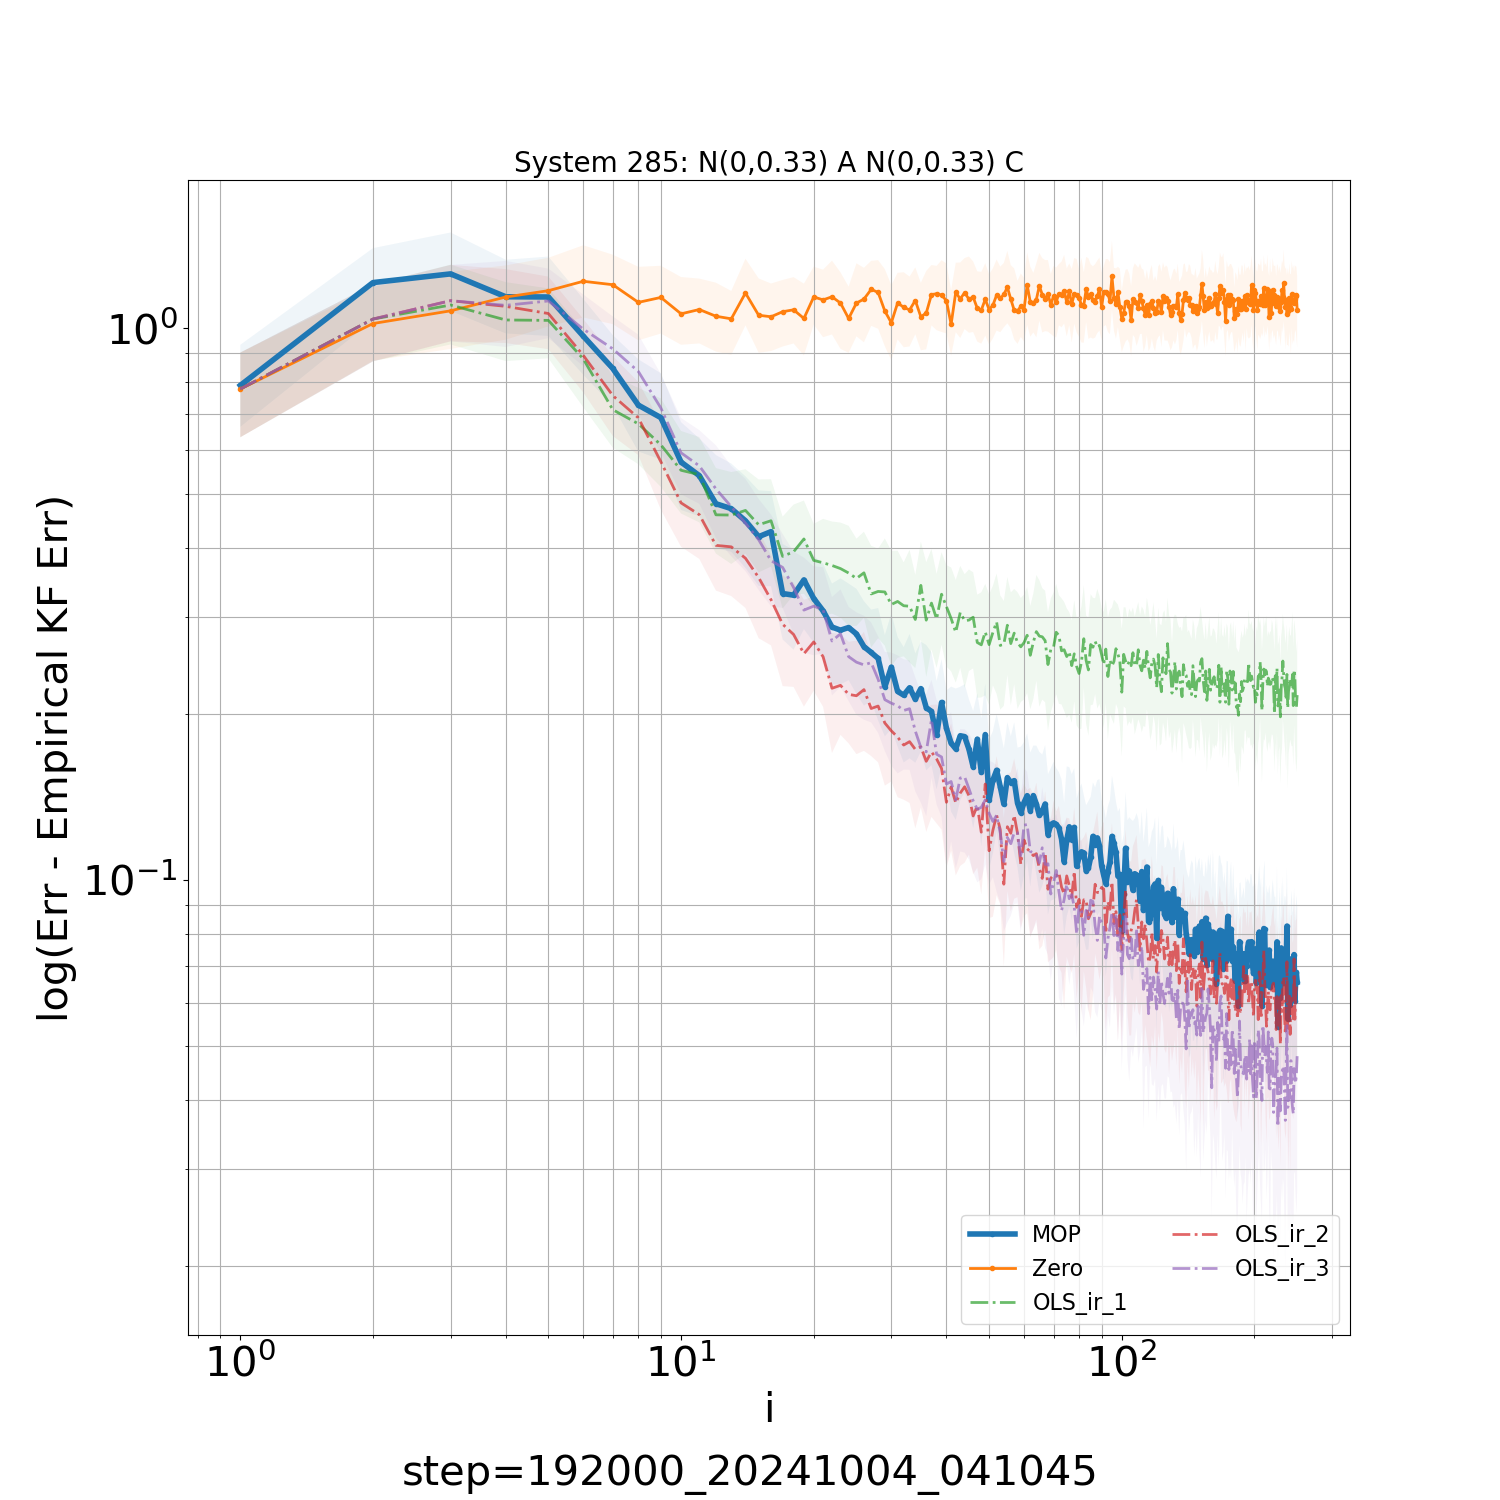 System 285: N(0,0.33) A N(0,0.33) C
log(Err - Empirical KF Err)
10⁰
10⁻¹
10⁰ 10¹ 10²
i
step=192000_20241004_041045
MOP
Zero
OLS_ir_1
OLS_ir_2
OLS_ir_3